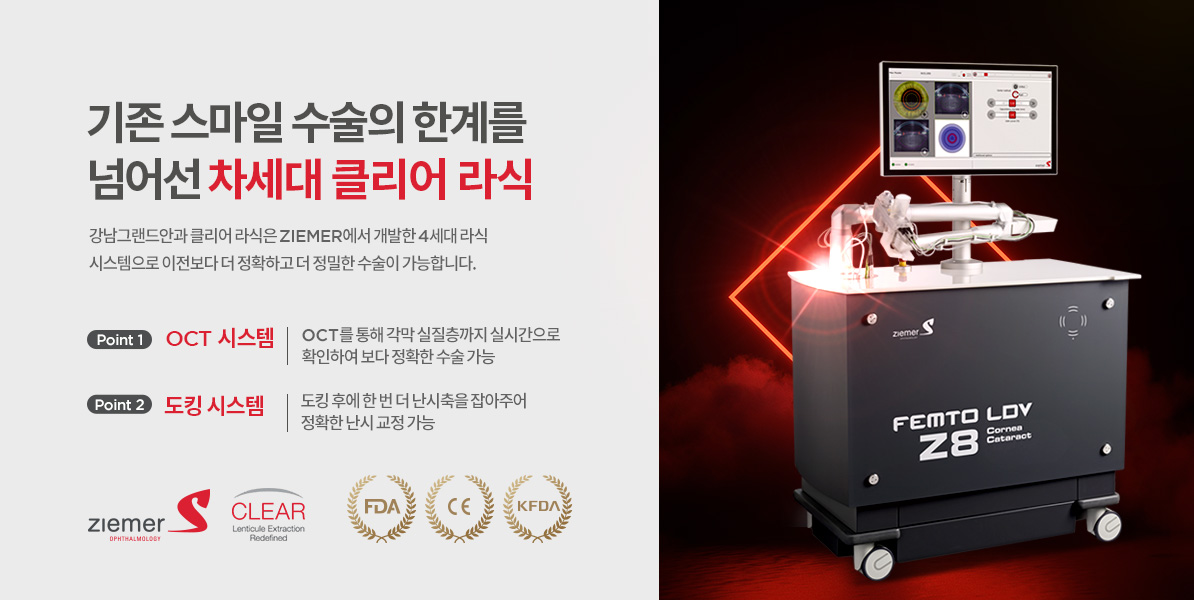 기존 스마일 수술의 한계를
넘어선 차세대 클리어 라식
강남그랜드안과 클리어 라식은 ZIEMER에서 개발한 4세대 라식
시스템으로 이전보다 더 정확하고 더 정밀한 수술이 가능합니다.
Point 1 OCT 시스템
OCT를 통해 각막 실질층까지 실시간으로
확인하여 보다 정확한 수술 가능
Point 2 도킹 시스템
도킹 후에 한 번 더 난시축을 잡아주어
정확한 난시 교정 가능
ziemer
OPHTHALMOLOGY
CLEAR
Lenticule Extraction
Redefined
FDA
CE
KFDA
ziemer
FEMTO LDV
Z8
Cornea
Cataract